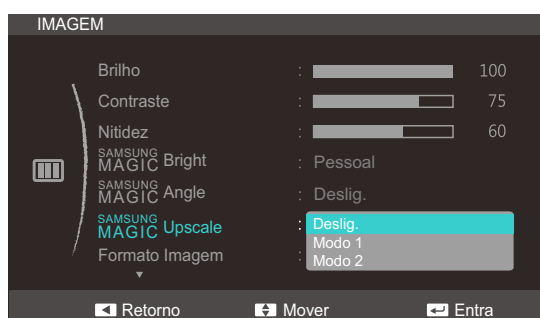 IMAGEM
Brilho : 100
Contraste : 75
Nitidez : 60
SAMSUNG MAGIC Bright : Pessoal
SAMSUNG MAGIC Angle : Deslig.
SAMSUNG MAGIC Upscale : Deslig.
Modo 1
Formato Imagem : Modo 2
Retorno Mover Entra